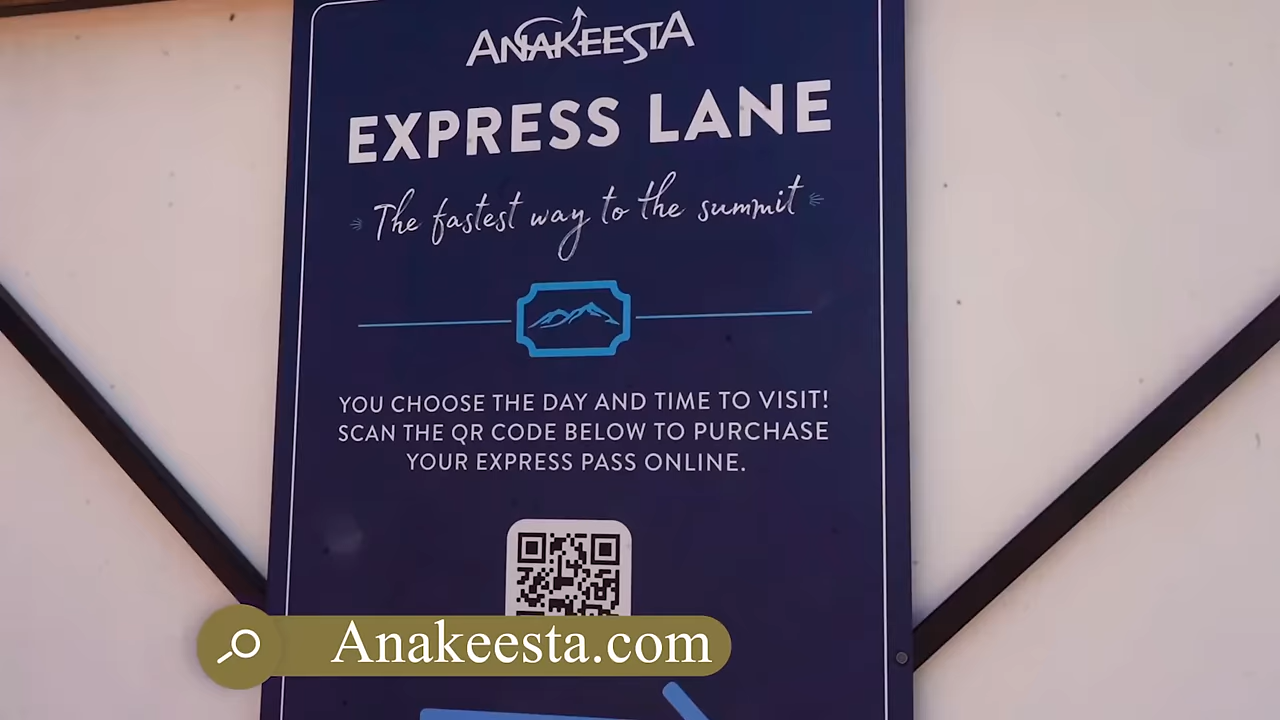 ANAKEESTA
EXPRESS LANE
The fastest way to the summit
YOU CHOOSE THE DAY AND TIME TO VISIT!
SCAN THE QR CODE BELOW TO PURCHASE
YOUR EXPRESS PASS ONLINE.
Anakeesta.com